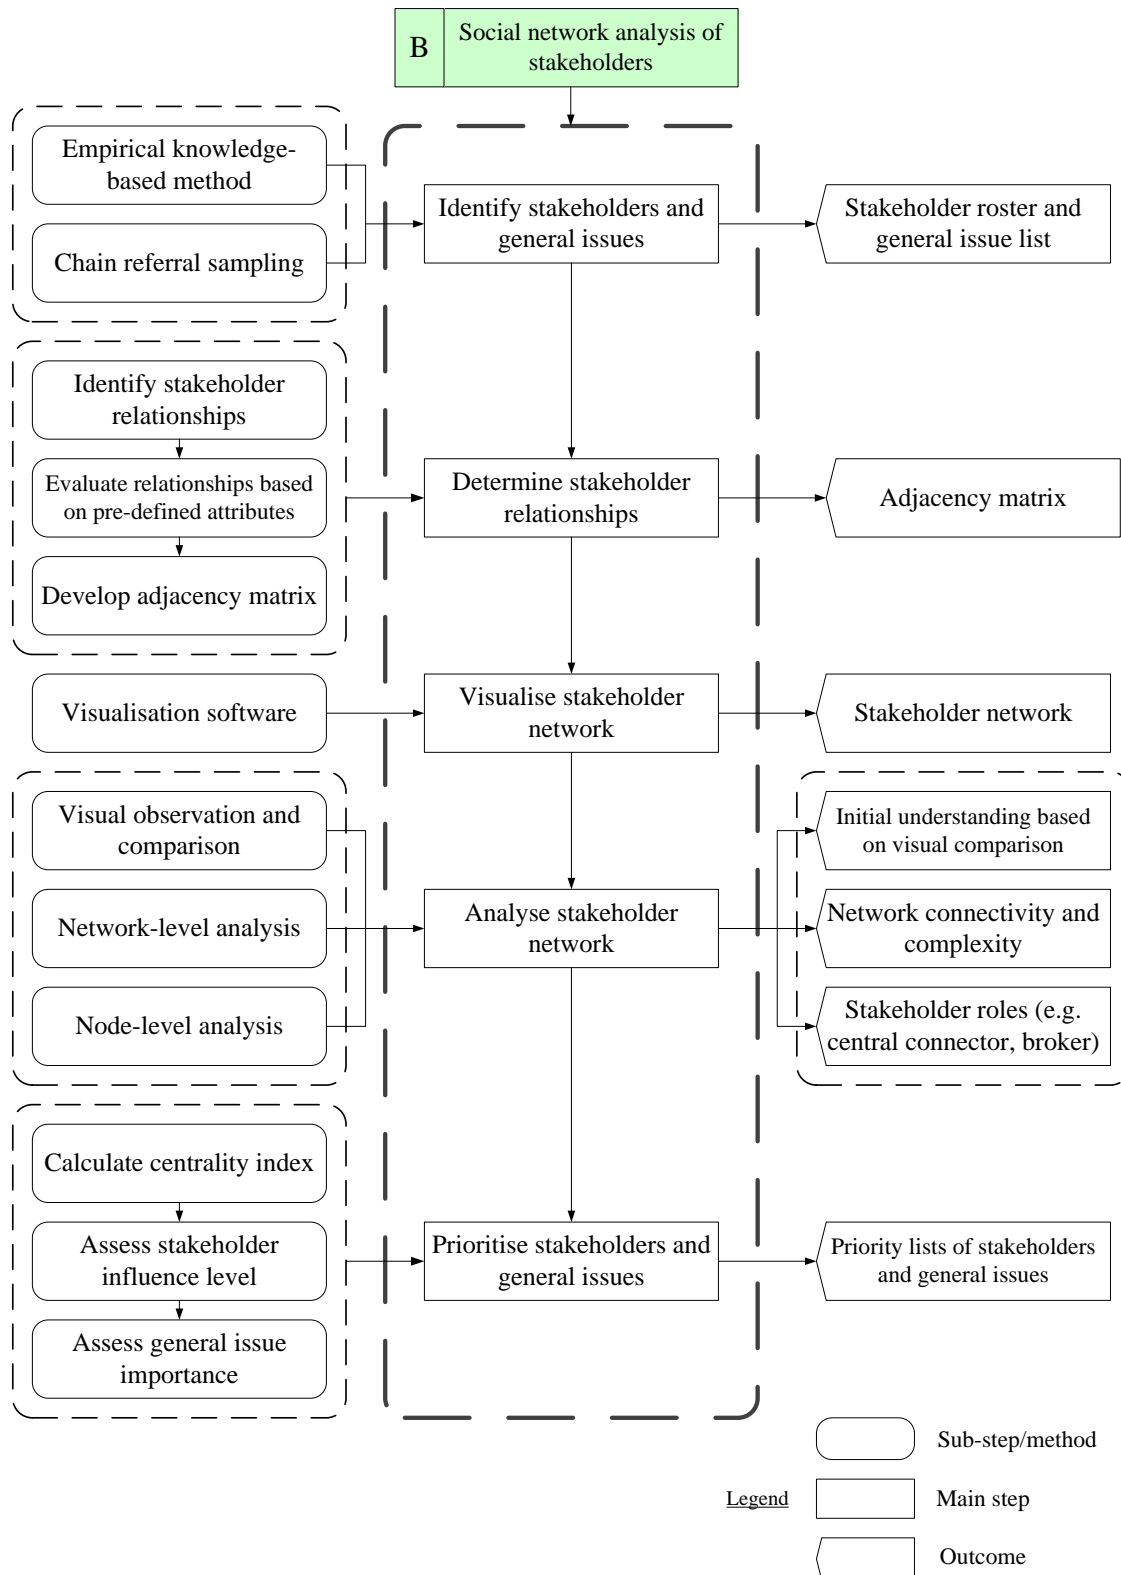 B
Social network analysis of
stakeholders
Empirical knowledge-
based method
Chain referral sampling
Identify stakeholders and
general issues
Stakeholder roster and
general issue list
Identify stakeholder
relationships
Evaluate relationships based
on pre-defined attributes
Develop adjacency matrix
Determine stakeholder
relationships
Adjacency matrix
Visualisation software
Visualise stakeholder
network
Stakeholder network
Visual observation and
comparison
Network-level analysis
Node-level analysis
Analyse stakeholder
network
Initial understanding based
on visual comparison
Network connectivity and
complexity
Stakeholder roles (e.g.
central connector, broker)
Calculate centrality index
Assess stakeholder
influence level
Assess general issue
importance
Prioritise stakeholders and
general issues
Priority lists of stakeholders
and general issues
Legend
Sub-step/method
Main step
Outcome